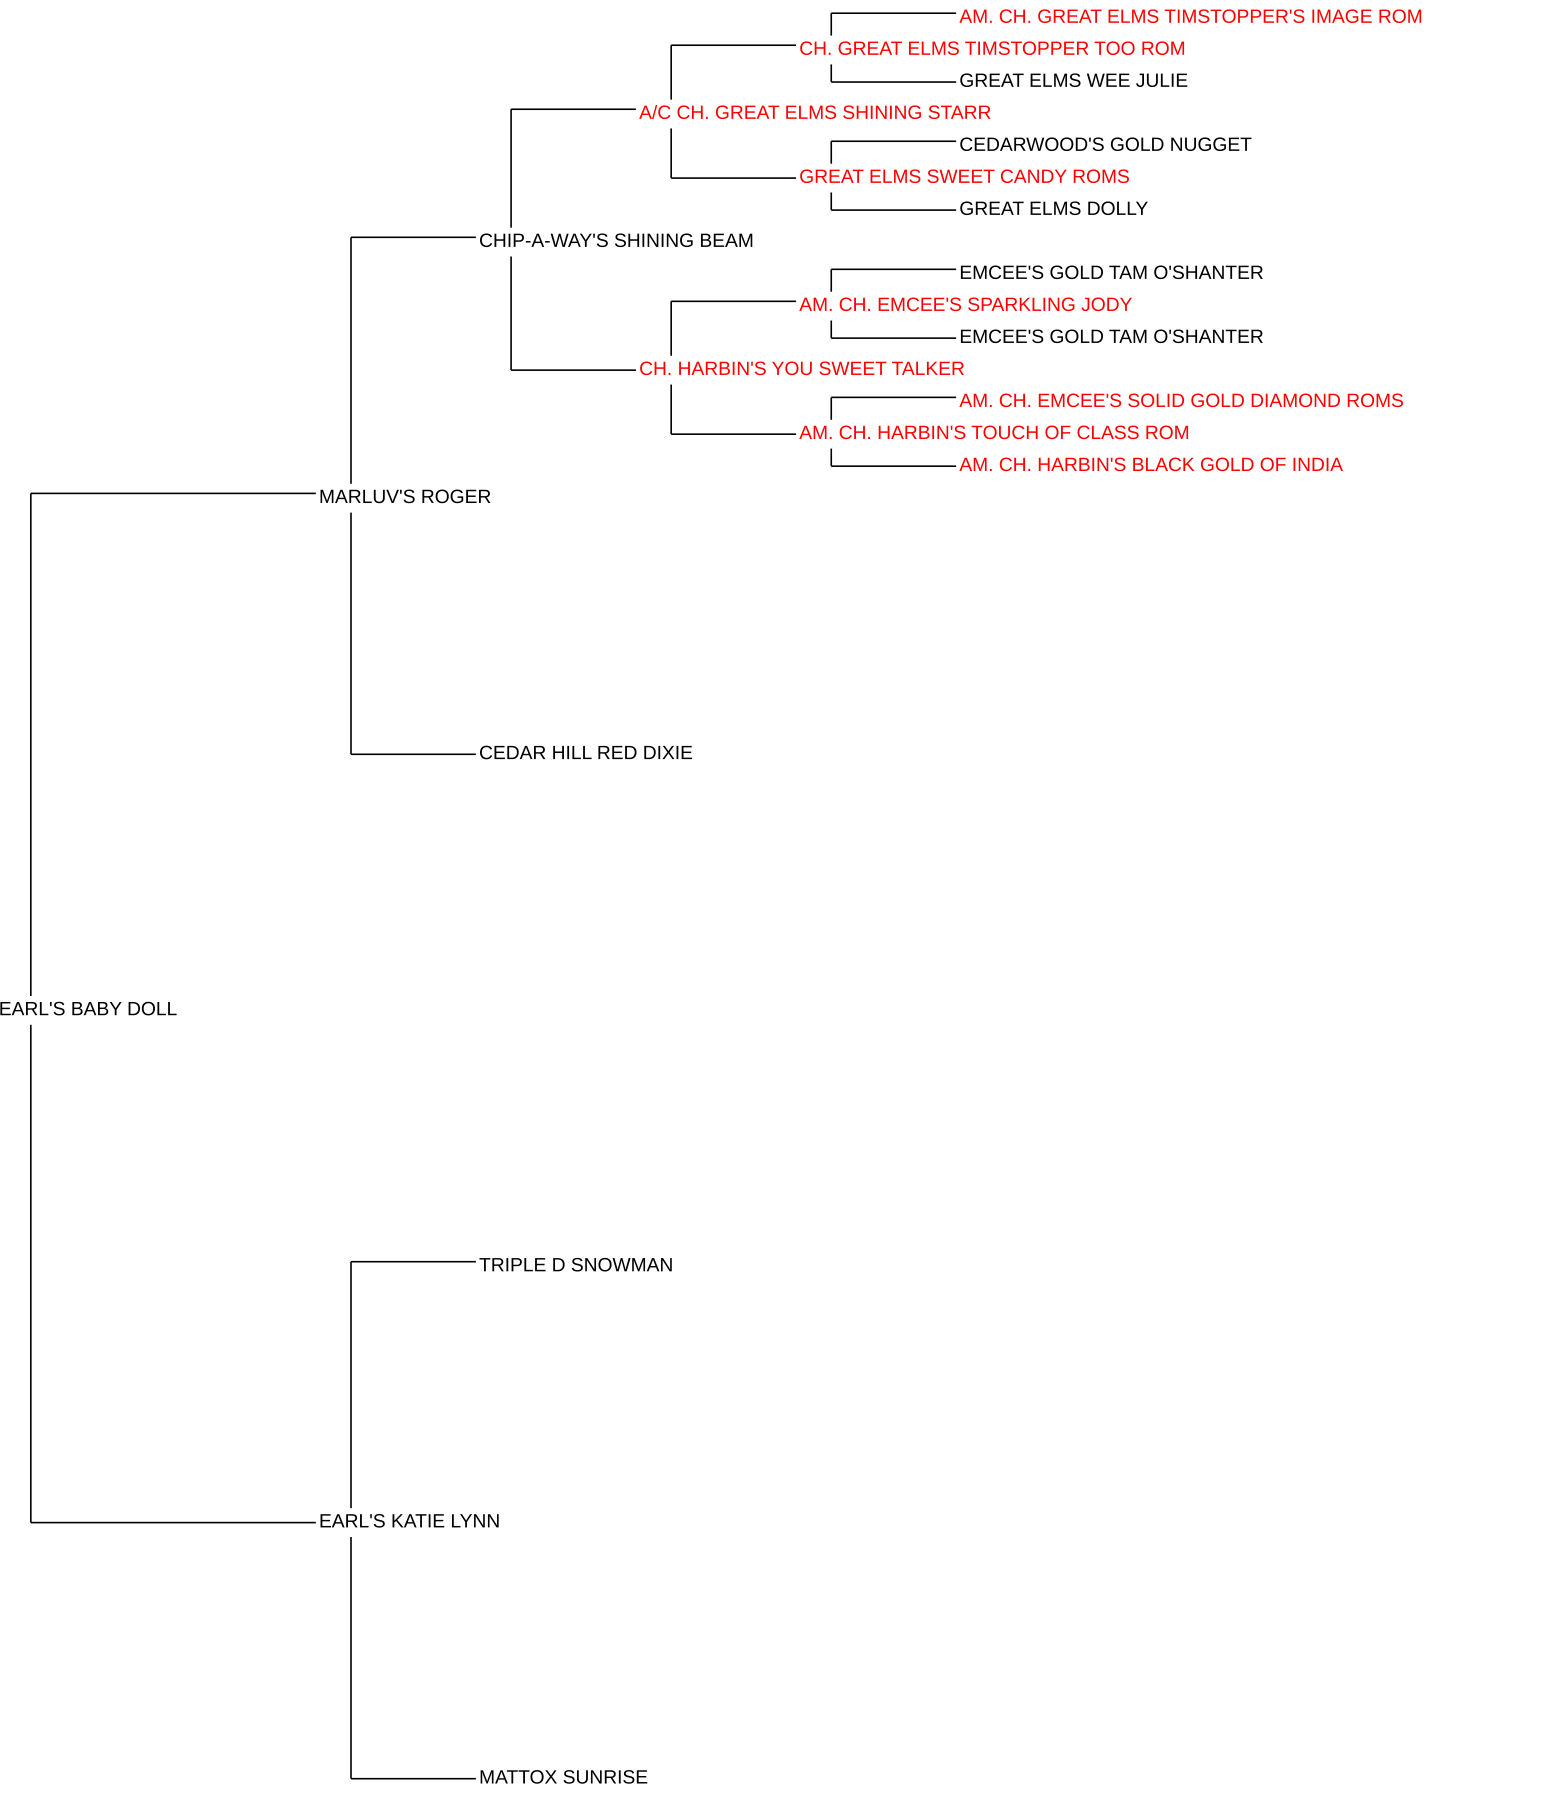 AM. CH. GREAT ELMS TIMSTOPPER'S IMAGE ROM
CH. GREAT ELMS TIMSTOPPER TOO ROM
GREAT ELMS WEE JULIE
A/C CH. GREAT ELMS SHINING STARR
CEDARWOOD'S GOLD NUGGET
GREAT ELMS SWEET CANDY ROMS
GREAT ELMS DOLLY
CHIP-A-WAY'S SHINING BEAM
EMCEE'S GOLD TAM O'SHANTER
AM. CH. EMCEE'S SPARKLING JODY
EMCEE'S GOLD TAM O'SHANTER
CH. HARBIN'S YOU SWEET TALKER
AM. CH. EMCEE'S SOLID GOLD DIAMOND ROMS
AM. CH. HARBIN'S TOUCH OF CLASS ROM
AM. CH. HARBIN'S BLACK GOLD OF INDIA
MARLUV'S ROGER
CEDAR HILL RED DIXIE
EARL'S BABY DOLL
TRIPLE D SNOWMAN
EARL'S KATIE LYNN
MATTOX SUNRISE